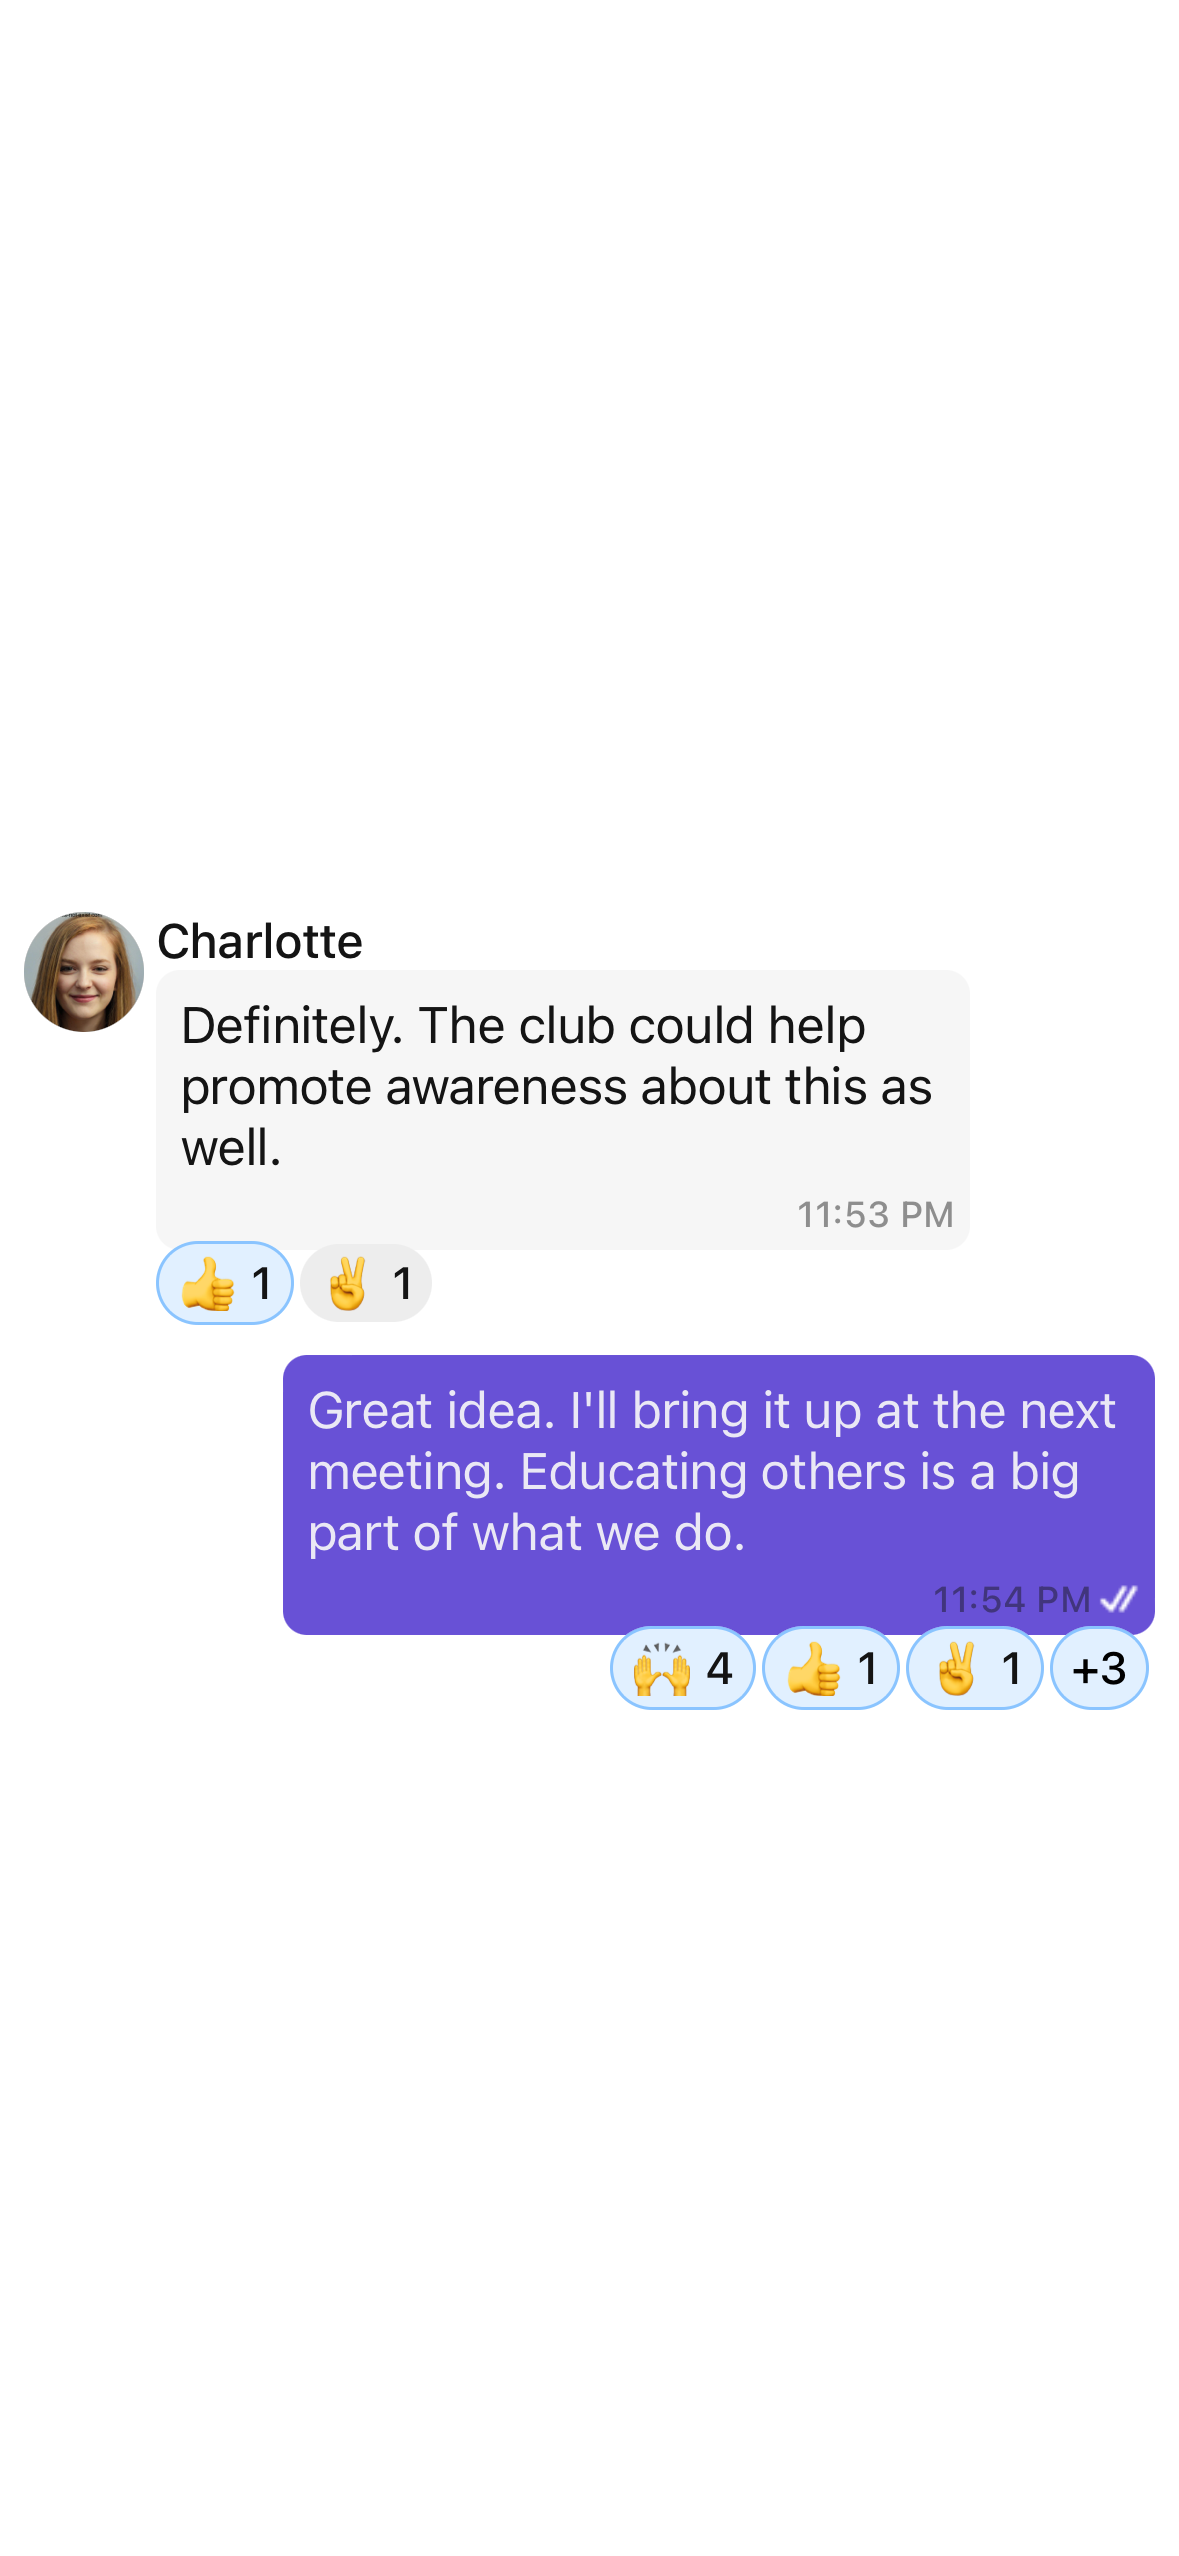 Charlotte
Definitely. The club could help
promote awareness about this as
well.
11:53 PM
👍 1 ✌️ 1
Great idea. I'll bring it up at the next
meeting. Educating others is a big
part of what we do.
11:54 PM
🙌 4 👍 1 ✌️ 1 +3